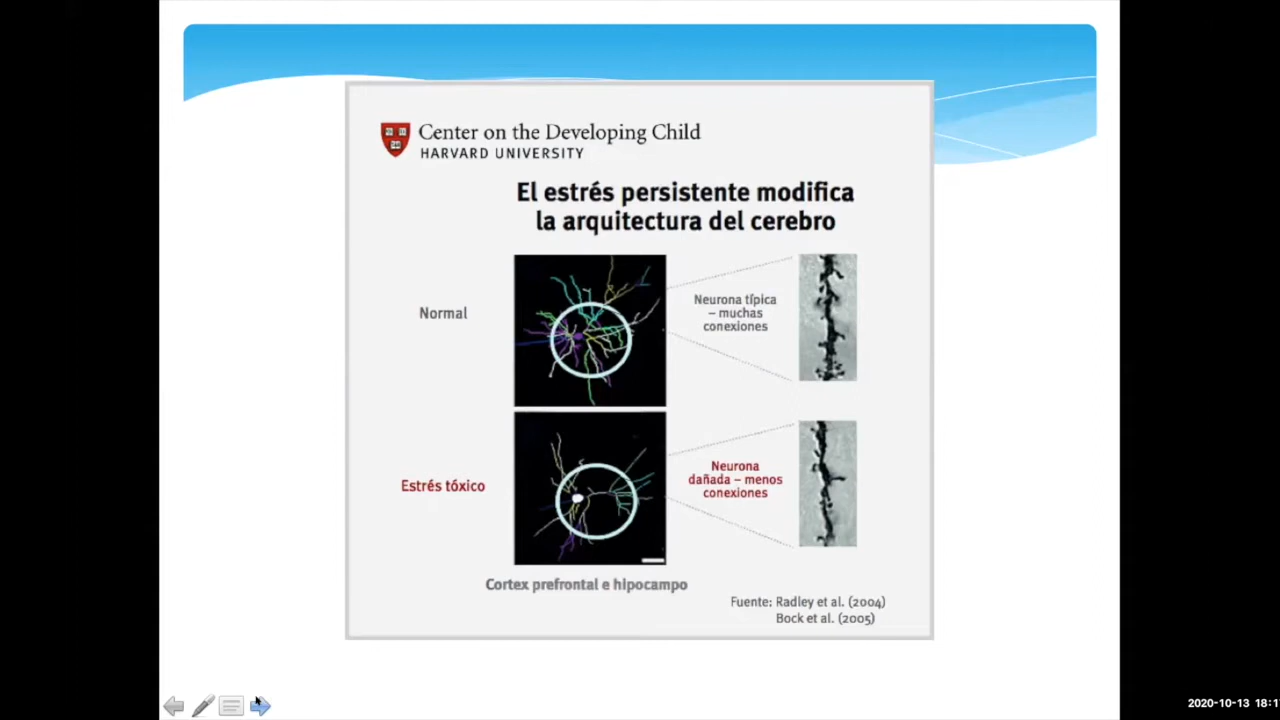 Center on the Developing Child
HARVARD UNIVERSITY
El estrés persistente modifica
la arquitectura del cerebro
Normal
Neurona típica
– muchas
conexiones
Estrés tóxico
Neurona
dañada – menos
conexiones
Cortex prefrontal e hipocampo
Fuente: Radley et al. (2004)
Bock et al. (2005)
2020-10-13 18:1